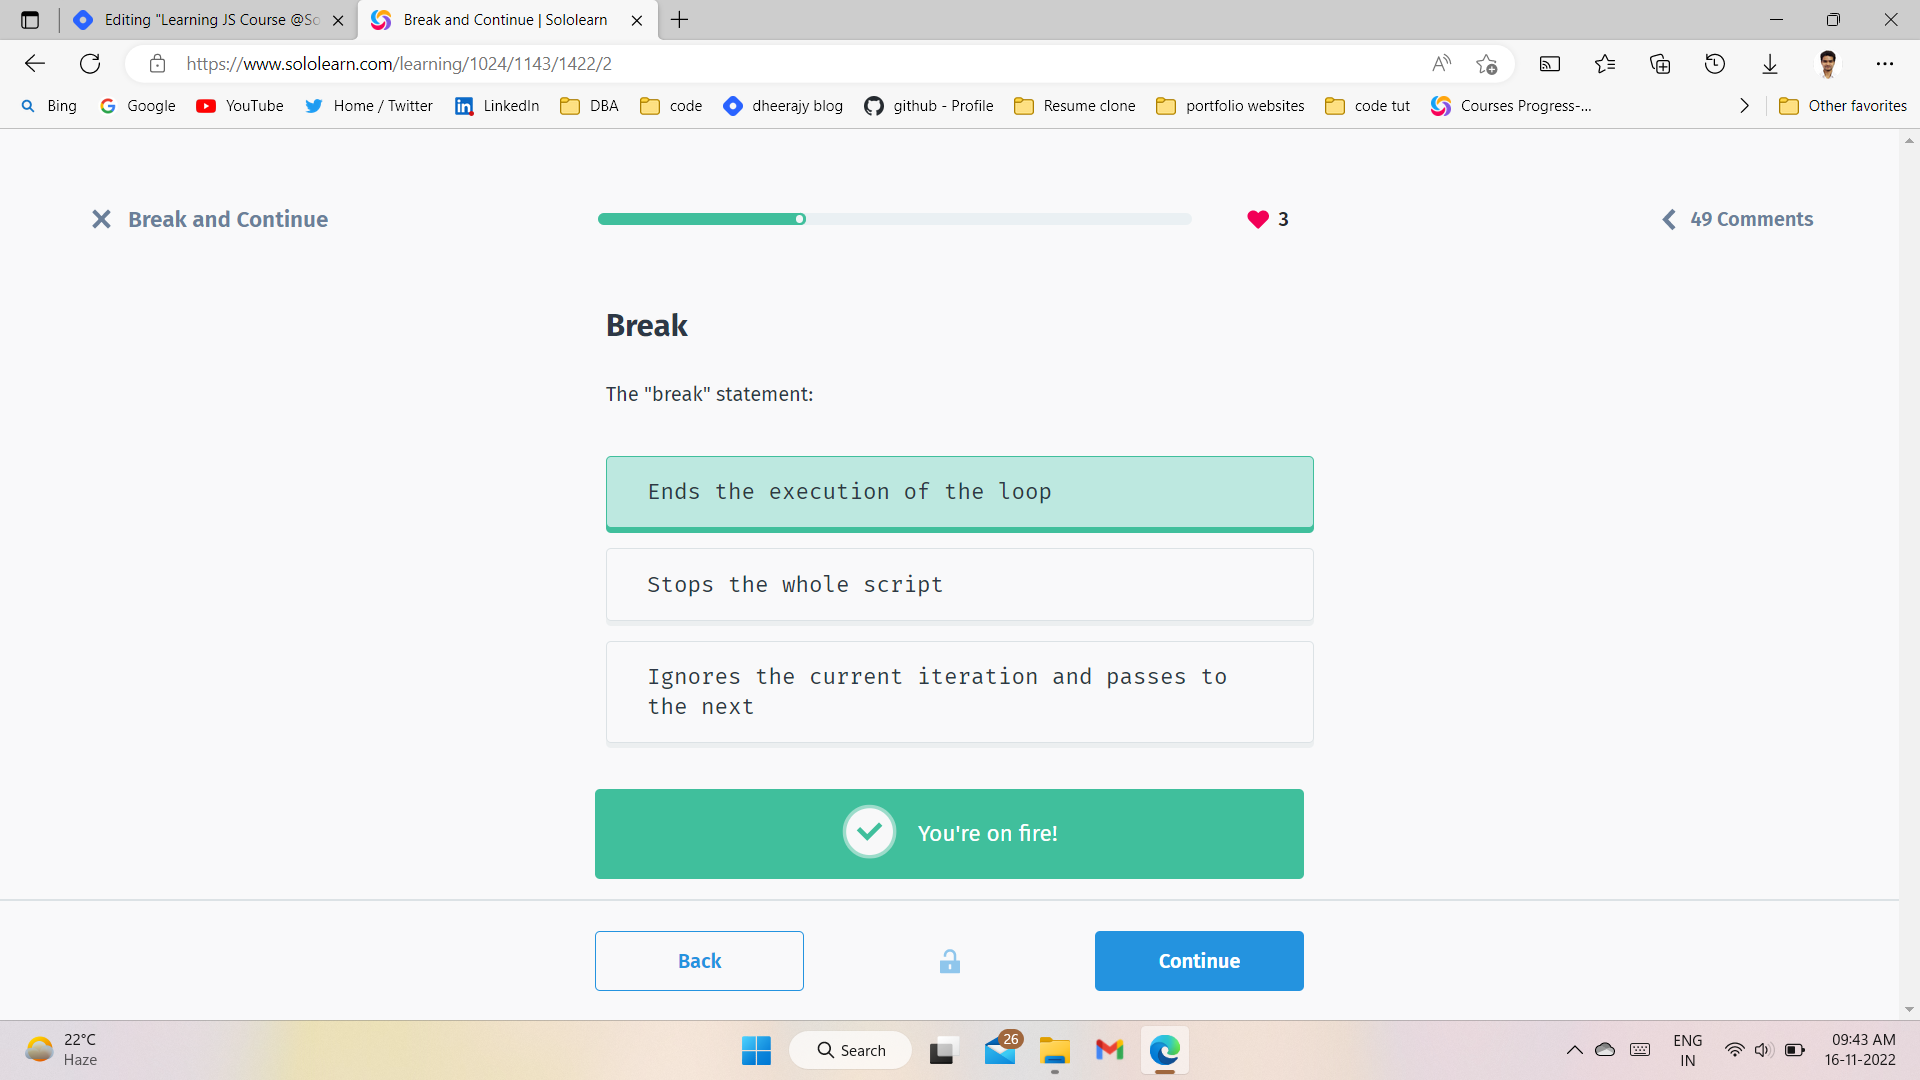 Editing "Learning JS Course @So
Break and Continue | Sololearn
https://www.sololearn.com/learning/1024/1143/1422/2
Bing
Google
YouTube
Home / Twitter
LinkedIn
DBA
code
dheerajy blog
github - Profile
Resume clone
portfolio websites
code tut
Courses Progress-...
Other favorites
Break and Continue
3
49 Comments
Break
The "break" statement:
Ends the execution of the loop
Stops the whole script
Ignores the current iteration and passes to
the next
You're on fire!
Back
Continue
22°C
Haze
Search
26
ENG
IN
09:43 AM
16-11-2022